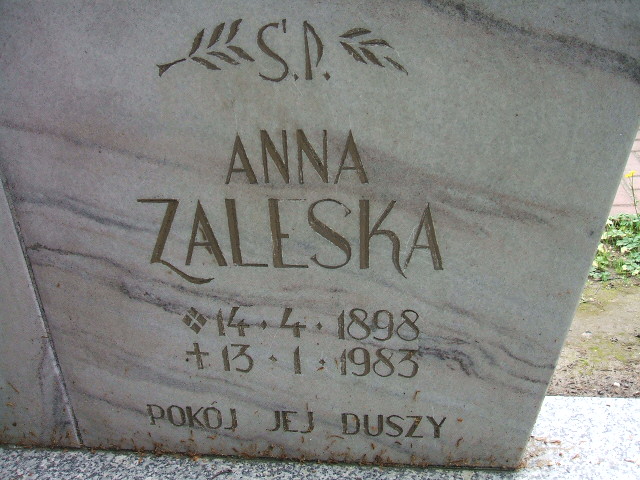 S.P.
ANNA
ZALESKA
14.4.1898
13.1.1983
POKÓJ JEJ DUSZY